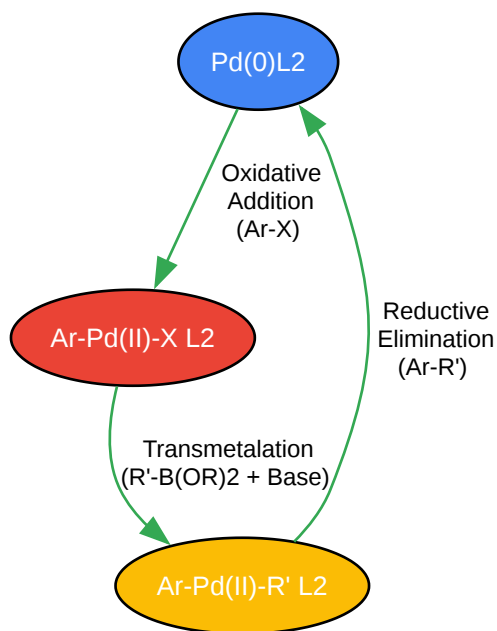 Pd(0)L2
Oxidative
Addition
(Ar-X)
Ar-Pd(II)-X L2
Reductive
Elimination
(Ar-R')
Transmetalation
(R'-B(OR)2 + Base)
Ar-Pd(II)-R' L2